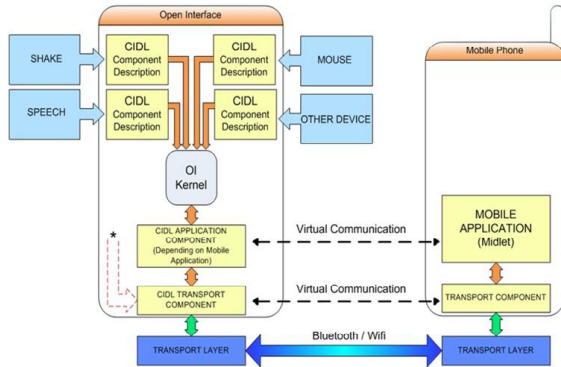 Open Interface
SHAKE
CIDL
Component
Description
CIDL
Component
Description
MOUSE
Mobile Phone
SPEECH
CIDL
Component
Description
CIDL
Component
Description
OTHER DEVICE
OI
Kernel
CIDL APPLICATION
COMPONENT
(Depending on Mobile
Application)
Virtual Communication
MOBILE
APPLICATION
(Midlet)
*
CIDL TRANSPORT
COMPONENT
Virtual Communication
TRANSPORT COMPONENT
TRANSPORT LAYER
Bluetooth / Wifi
TRANSPORT LAYER